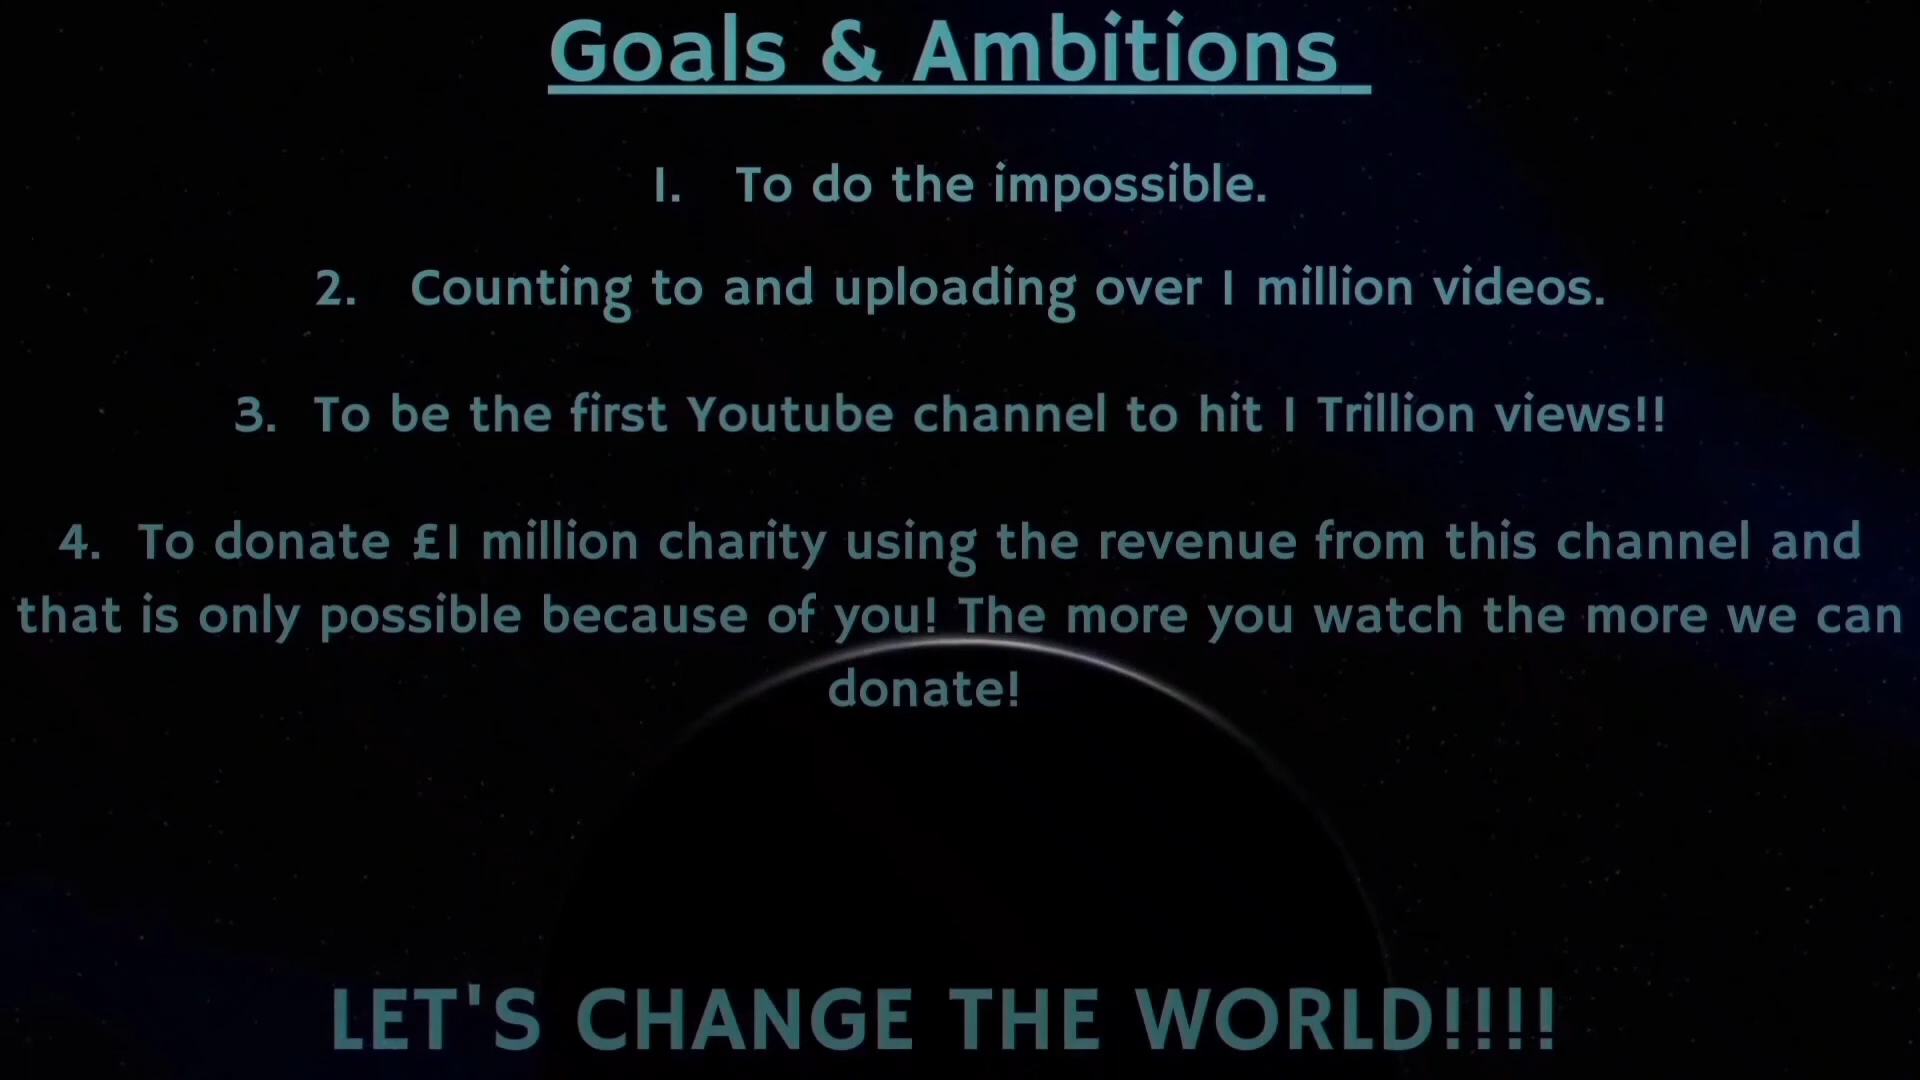 Goals & Ambitions
1. To do the impossible.
2. Counting to and uploading over 1 million videos.
3. To be the first Youtube channel to hit 1 Trillion views!!
4. To donate £1 million charity using the revenue from this channel and
that is only possible because of you! The more you watch the more we can
donate!
LET'S CHANGE THE WORLD!!!!